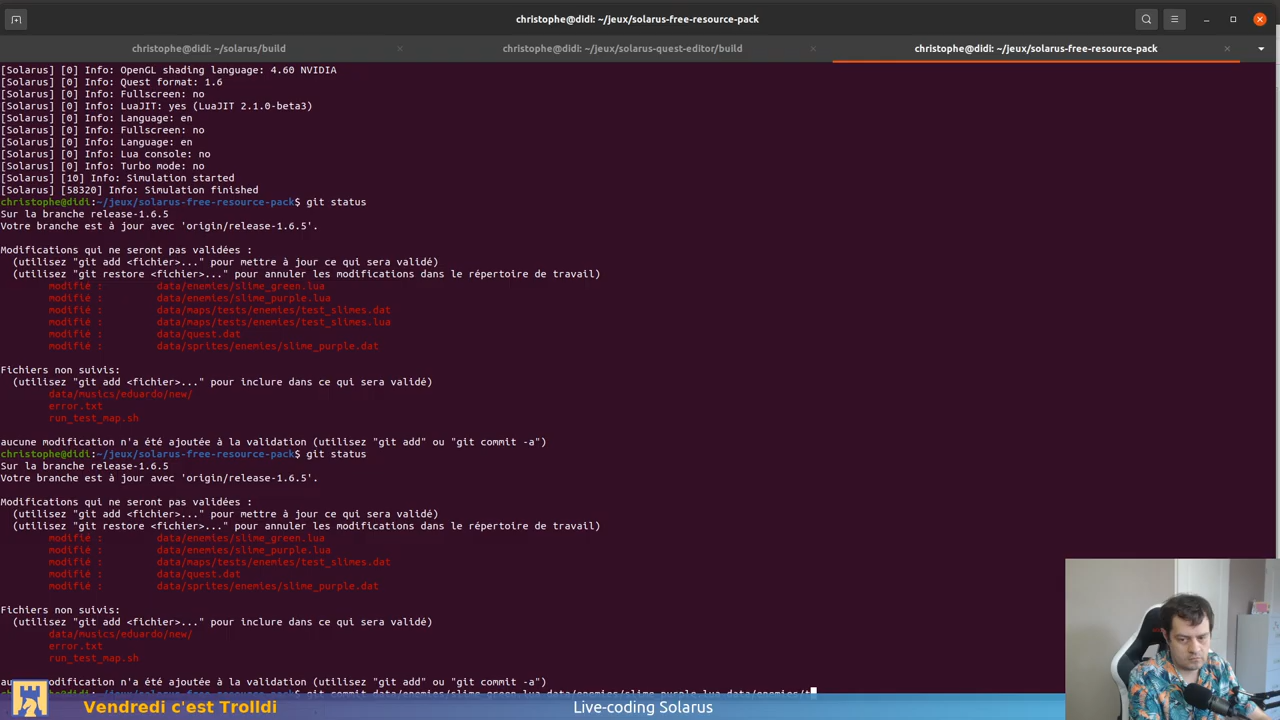 christophe@didi: ~/jeux/solarus-free-resource-pack
christophe@didi: ~/solarus/build
christophe@didi: ~/jeux/solarus-quest-editor/build
christophe@didi: ~/jeux/solarus-free-resource-pack
[Solarus] [0] Info: OpenGL shading language: 4.60 NVIDIA
[Solarus] [0] Info: Quest format: 1.6
[Solarus] [0] Info: Fullscreen: no
[Solarus] [0] Info: LuaJIT: yes (LuaJIT 2.1.0-beta3)
[Solarus] [0] Info: Language: en
[Solarus] [0] Info: Fullscreen: no
[Solarus] [0] Info: Language: en
[Solarus] [0] Info: Lua console: no
[Solarus] [0] Info: Turbo mode: no
[Solarus] [10] Info: Simulation started
[Solarus] [58320] Info: Simulation finished
christophe@didi:~/jeux/solarus-free-resource-pack$ git status
Sur la branche release-1.6.5
Votre branche est à jour avec 'origin/release-1.6.5'.
Modifications qui ne seront pas validées :
(utilisez "git add <fichier>..." pour mettre à jour ce qui sera validé)
(utilisez "git restore <fichier>..." pour annuler les modifications dans le répertoire de travail)
modifié : data/enemies/slime_green.lua
modifié : data/enemies/slime_purple.lua
modifié : data/maps/tests/enemies/test_slimes.dat
modifié : data/maps/tests/enemies/test_slimes.lua
modifié : data/quest.dat
modifié : data/sprites/enemies/slime_purple.dat
Fichiers non suivis:
(utilisez "git add <fichier>..." pour inclure dans ce qui sera validé)
data/musics/eduardo/new/
error.txt
run_test_map.sh
aucune modification n'a été ajoutée à la validation (utilisez "git add" ou "git commit -a")
christophe@didi:~/jeux/solarus-free-resource-pack$ git status
Sur la branche release-1.6.5
Votre branche est à jour avec 'origin/release-1.6.5'.
Modifications qui ne seront pas validées :
(utilisez "git add <fichier>..." pour mettre à jour ce qui sera validé)
(utilisez "git restore <fichier>..." pour annuler les modifications dans le répertoire de travail)
modifié : data/enemies/slime_green.lua
modifié : data/enemies/slime_purple.lua
modifié : data/maps/tests/enemies/test_slimes.dat
modifié : data/quest.dat
modifié : data/sprites/enemies/slime_purple.dat
Fichiers non suivis:
(utilisez "git add <fichier>..." pour inclure dans ce qui sera validé)
data/musics/eduardo/new/
error.txt
run_test_map.sh
modification n'a été ajoutée à la validation (utilisez "git add" ou "git commit -a")
Vendredi c'est Trolldi
Live-coding Solarus